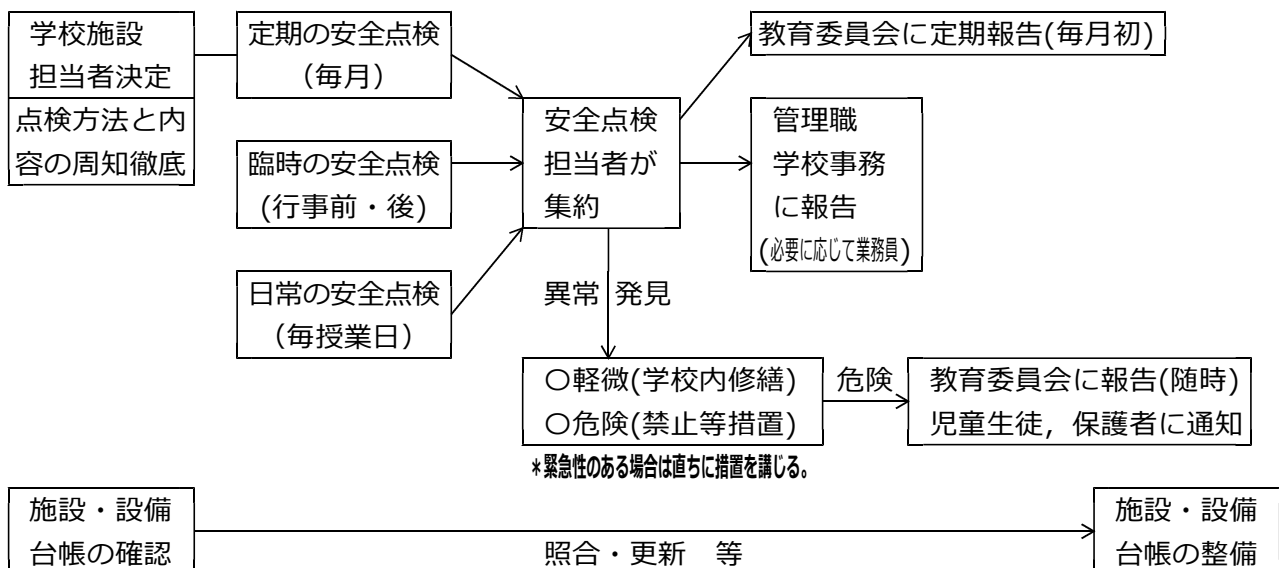 学校施設
担当者決定
点検方法と内
容の周知徹底
定期の安全点検
（毎月）
臨時の安全点検
(行事前・後)
日常の安全点検
（毎授業日）
安全点検
担当者が
集約
教育委員会に定期報告(毎月初)
管理職
学校事務
に報告
(必要に応じて業務員)
異常 発見
〇軽微(学校内修繕)
〇危険(禁止等措置)
＊緊急性のある場合は直ちに措置を講じる。
危険
教育委員会に報告(随時)
児童生徒，保護者に通知
施設・設備
台帳の確認
照合・更新　等
施設・設備
台帳の整備